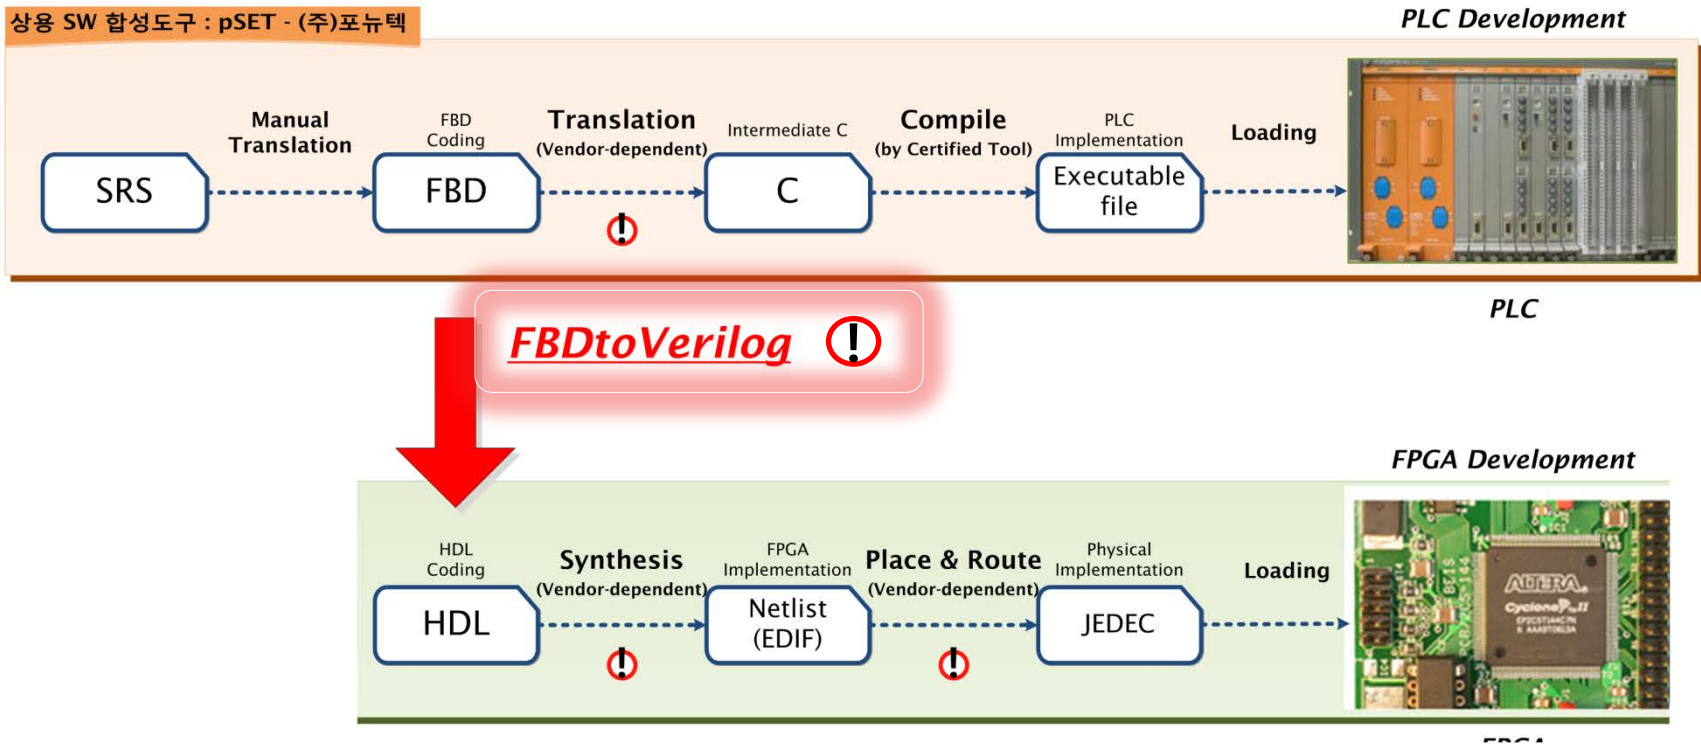 상용 SW 합성도구 : pSET - (주)포뉴텍
PLC Development
Manual
Translation
FBD
Coding
Translation
(Vendor-dependent)
Intermediate C
Compile
(by Certified Tool)
PLC
Implementation
Loading
SRS
FBD
C
Executable
file
!
PLC
FBDtoVerilog
!
FPGA Development
HDL
Coding
Synthesis
(Vendor-dependent)
FPGA
Implementation
Place & Route
(Vendor-dependent)
Physical
Implementation
Loading
HDL
Netlist
(EDIF)
JEDEC
!
!
ALTERA
Cyclone II
FPGA